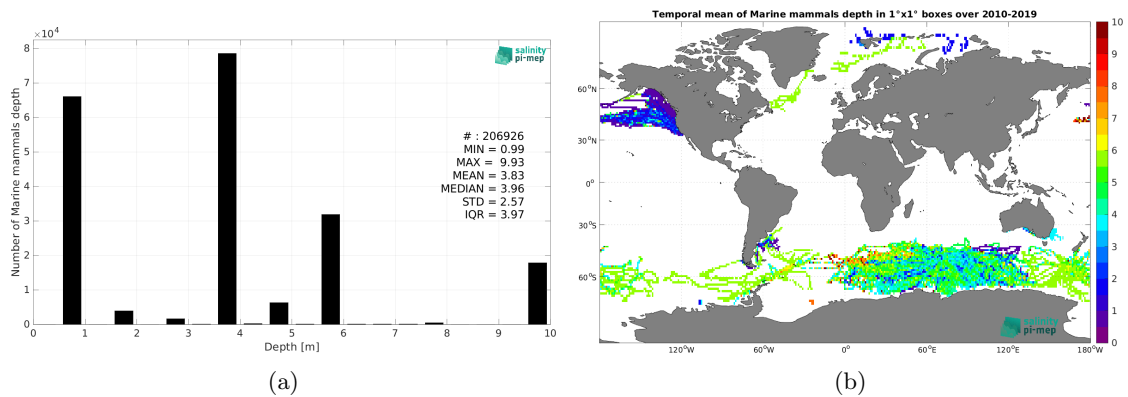 ×10⁴
8
7
6
5
4
3
2
1
0
Number of Marine mammals depth
salinity
pi-mep
# : 206926
MIN = 0.99
MAX = 9.93
MEAN = 3.83
MEDIAN = 3.96
STD = 2.57
IQR = 3.97
0 1 2 3 4 5 6 7 8 9 10
Depth [m]
(a)
Temporal mean of Marine mammals depth in 1°x1° boxes over 2010-2019
60°N
30°N
0°
30°S
60°S
120°W 60°W 0° 60°E 120°E 180°W
salinity
pi-mep
10
9
8
7
6
5
4
3
2
1
0
(b)